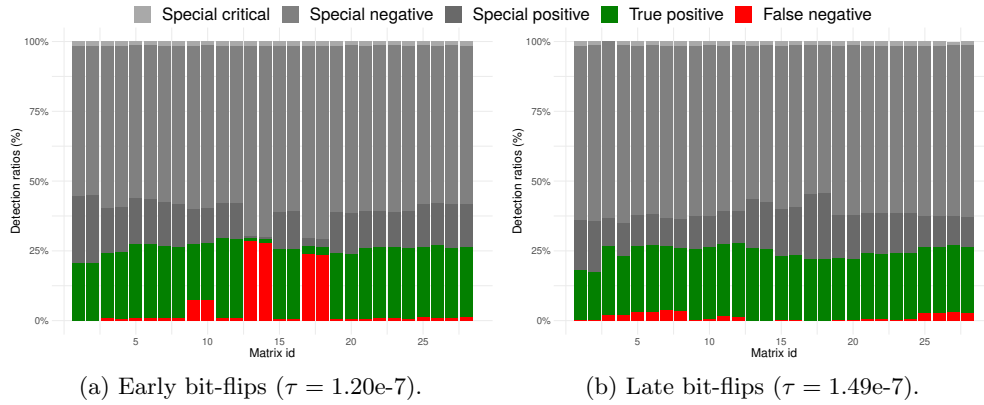 Special critical Special negative Special positive True positive False negative
100%
75%
50%
25%
0%
Detection ratios (%)
5 10 15 20 25
Matrix id
(a) Early bit-flips (τ = 1.20e-7).
100%
75%
50%
25%
0%
Detection ratios (%)
5 10 15 20 25
Matrix id
(b) Late bit-flips (τ = 1.49e-7).